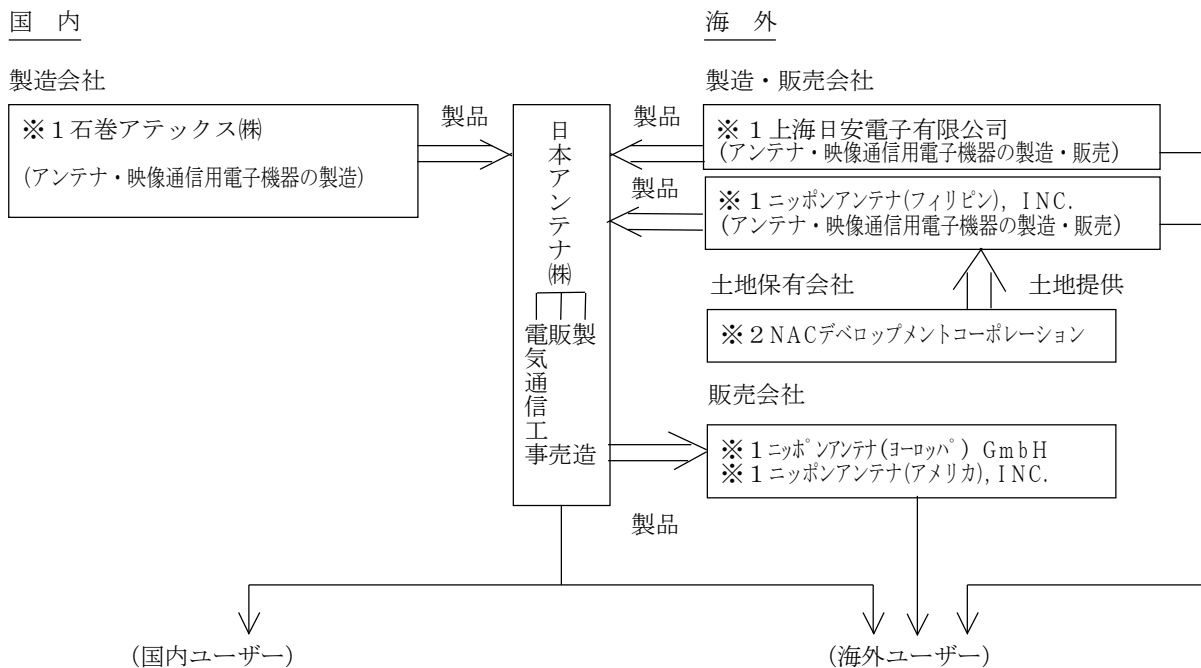 国　内
海　外
製造会社
製造・販売会社
※１石巻アテックス㈱
(アンテナ・映像通信用電子機器の製造)
製品
日本アンテナ㈱
電気通信工事
販売
製造
製品
※１上海日安電子有限公司
(アンテナ・映像通信用電子機器の製造・販売)
製品
※１ニッポンアンテナ(フィリピン), INC.
(アンテナ・映像通信用電子機器の製造・販売)
土地保有会社
土地提供
※２NACデベロップメントコーポレーション
販売会社
※１ニッポンアンテナ(ヨーロッパ) GmbH
※１ニッポンアンテナ(アメリカ), INC.
製品
(国内ユーザー)
(海外ユーザー)